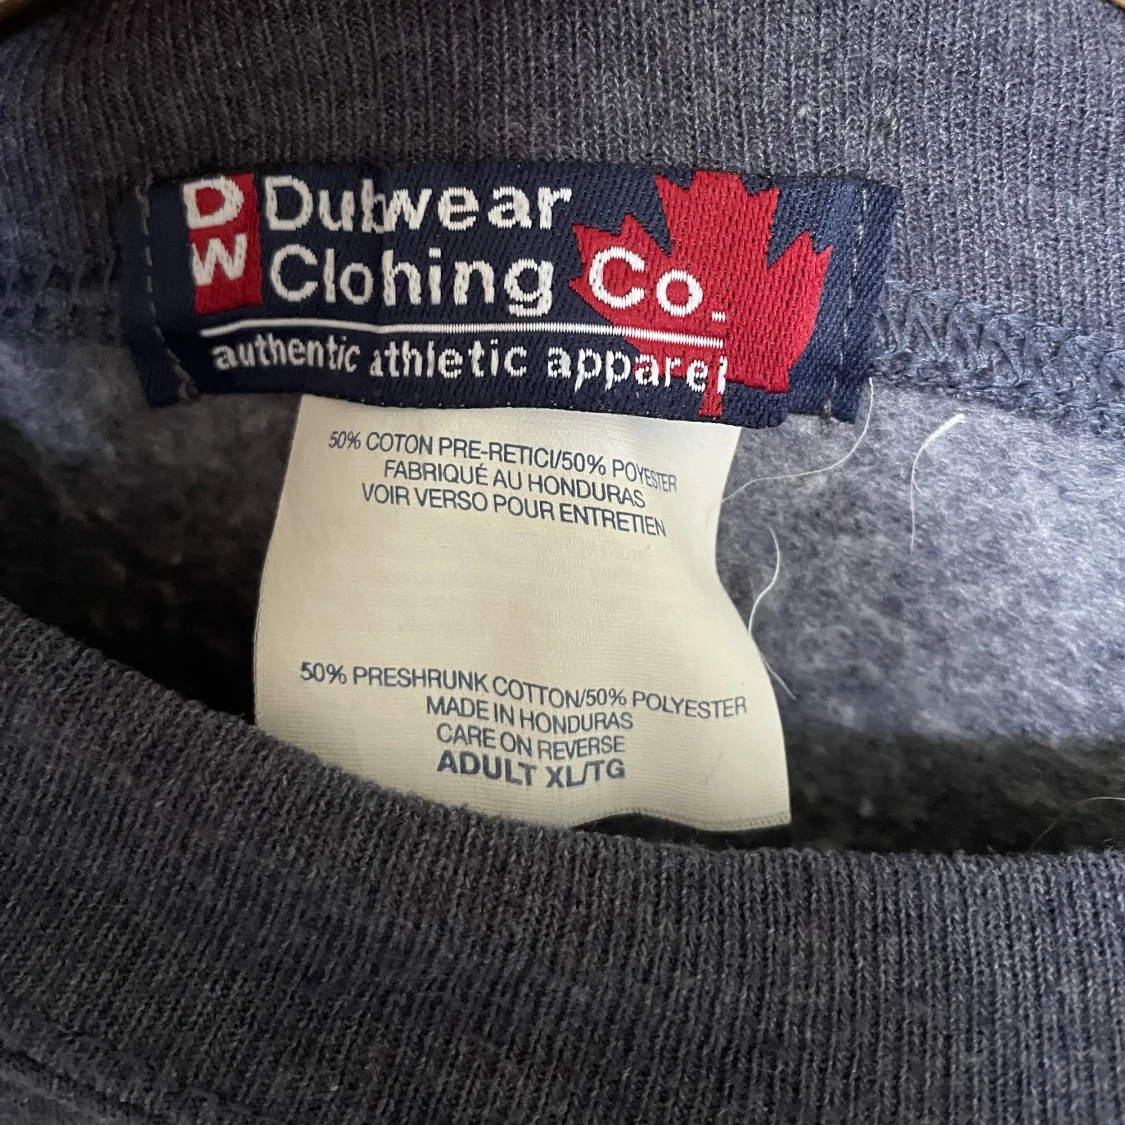 DW
Dubwear
Clohing Co.
authentic athletic apparel
50% COTON PRE-RETICI/50% POYESTER
FABRIQUÉ AU HONDURAS
VOIR VERSO POUR ENTRETIEN
50% PRESHRUNK COTTON/50% POLYESTER
MADE IN HONDURAS
CARE ON REVERSE
ADULT XL/TG